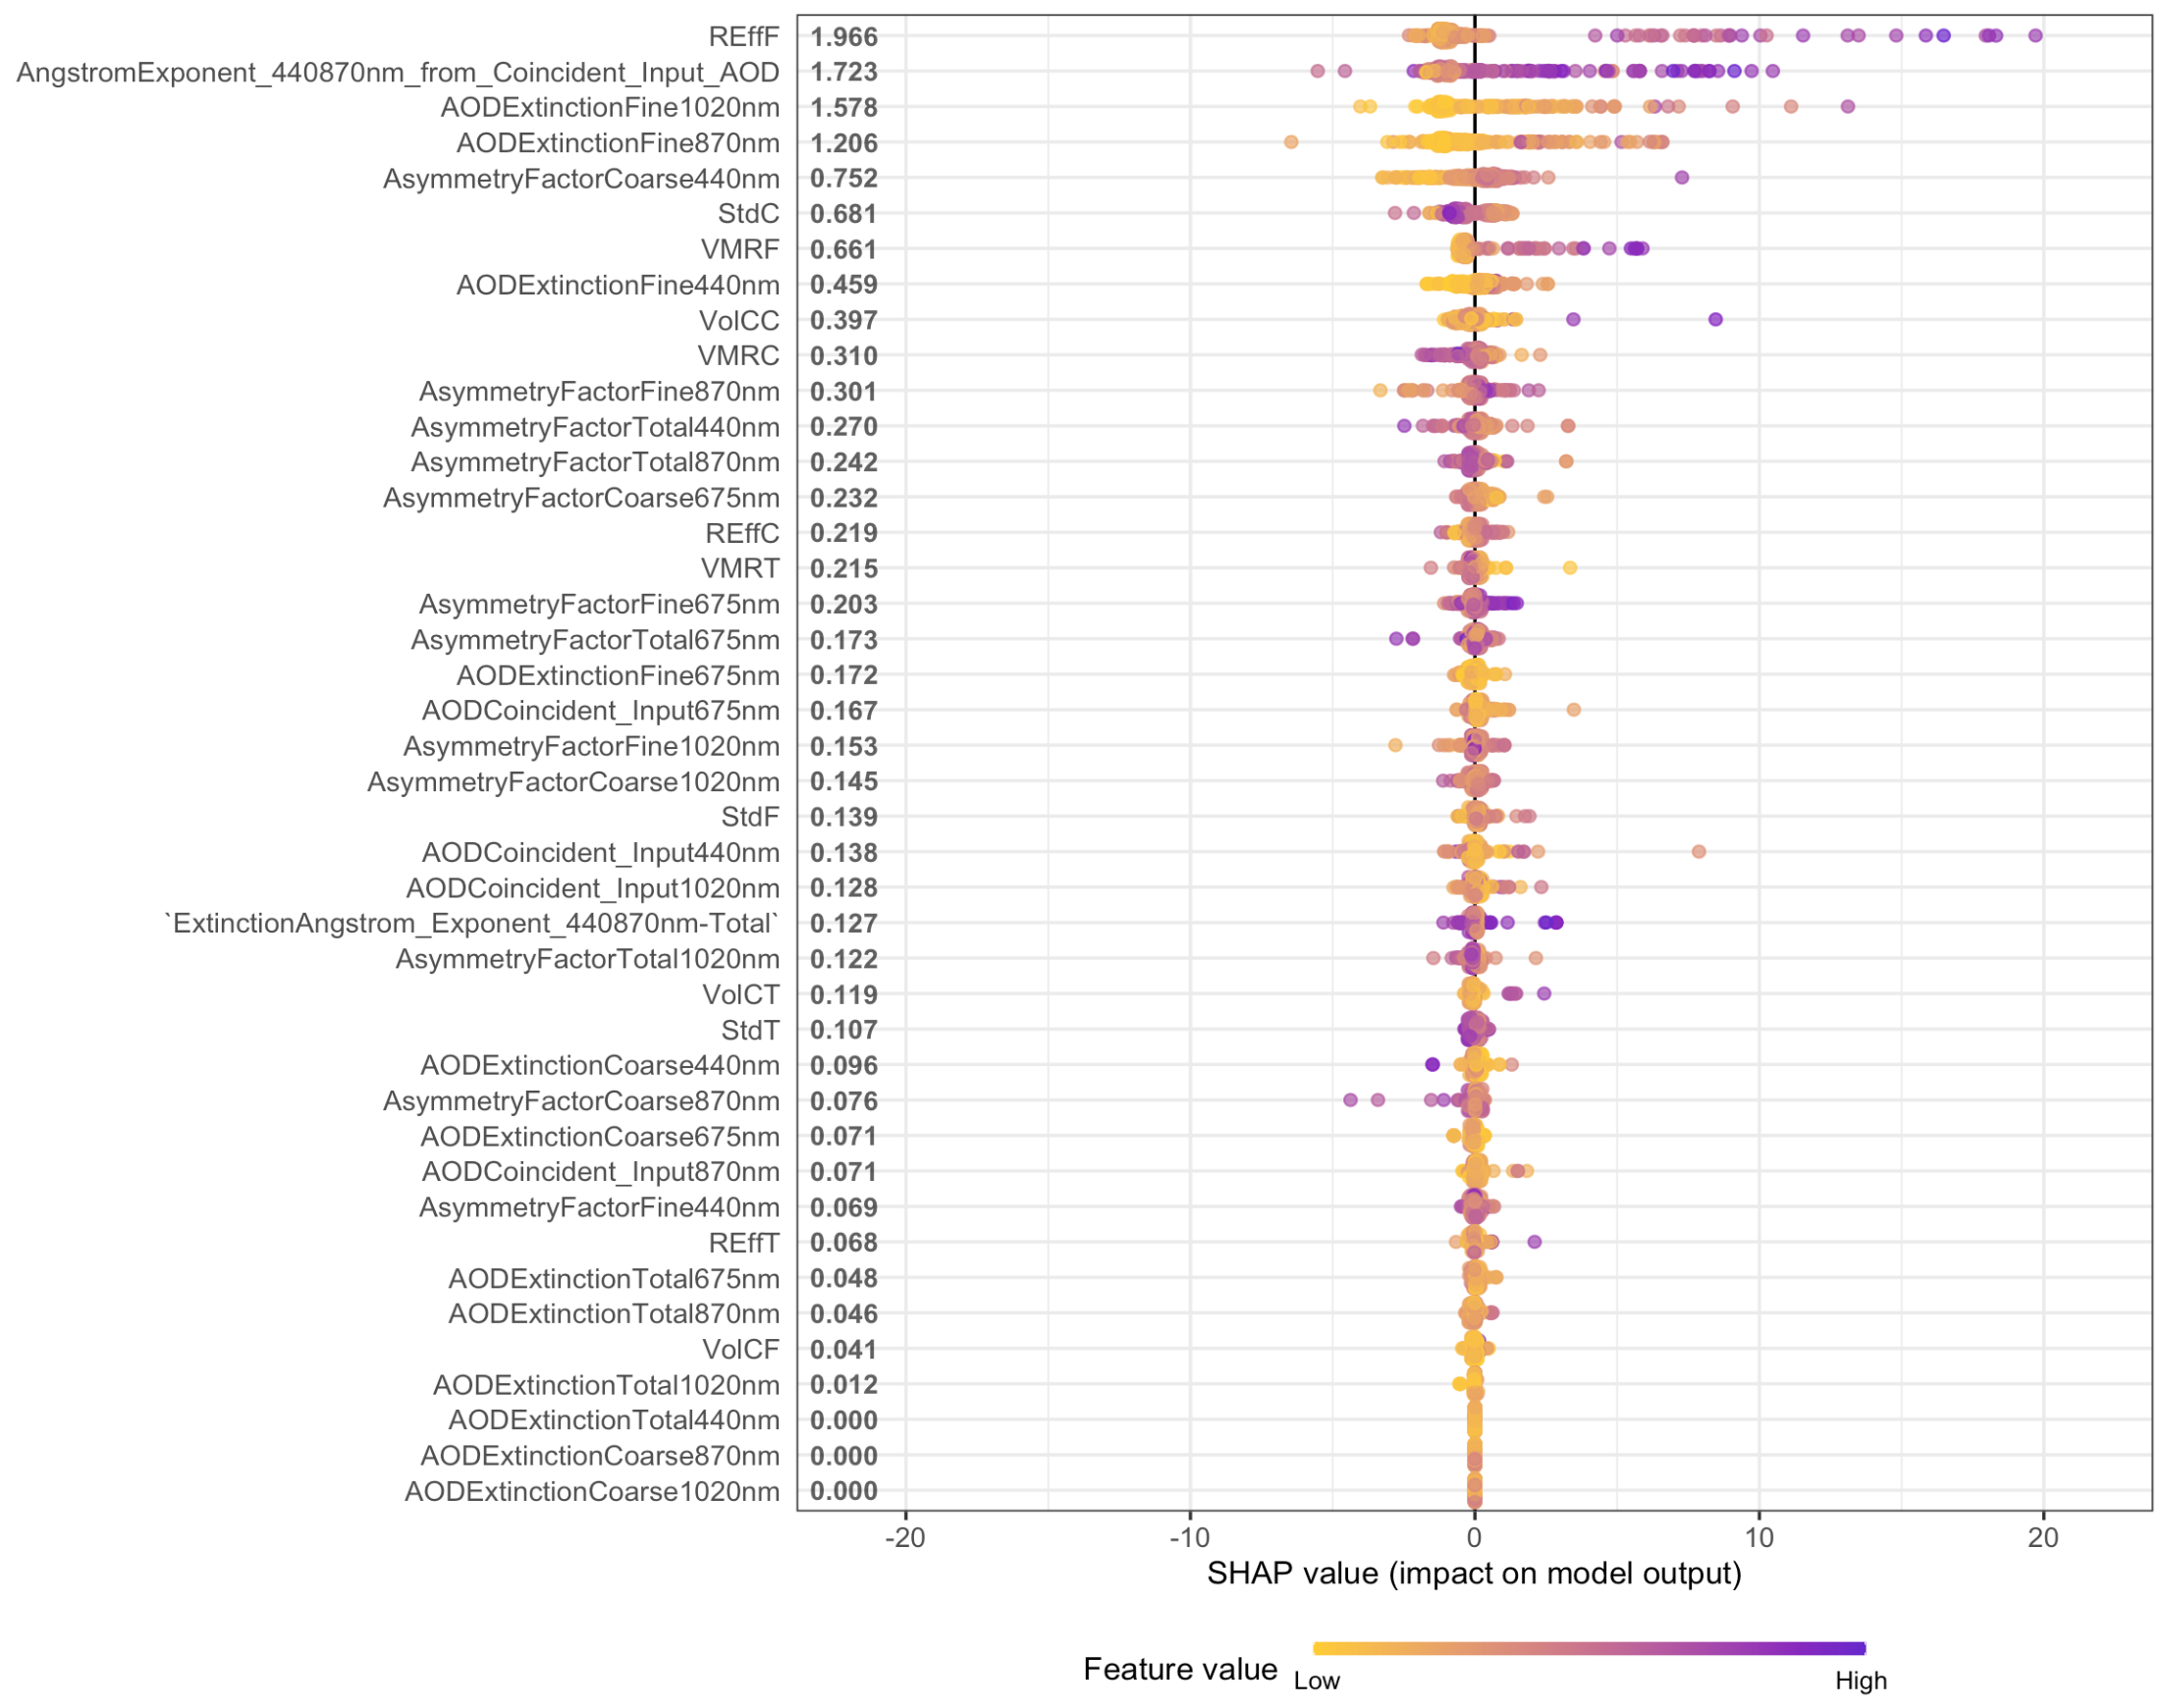 REffF 1.966
AngstromExponent_440870nm_from_Coincident_Input_AOD 1.723
AODExtinctionFine1020nm 1.578
AODExtinctionFine870nm 1.206
AsymmetryFactorCoarse440nm 0.752
StdC 0.681
VMRF 0.661
AODExtinctionFine440nm 0.459
VolCC 0.397
VMRC 0.310
AsymmetryFactorFine870nm 0.301
AsymmetryFactorTotal440nm 0.270
AsymmetryFactorTotal870nm 0.242
AsymmetryFactorCoarse675nm 0.232
REffC 0.219
VMRT 0.215
AsymmetryFactorFine675nm 0.203
AsymmetryFactorTotal675nm 0.173
AODExtinctionFine675nm 0.172
AODCoincident_Input675nm 0.167
AsymmetryFactorFine1020nm 0.153
AsymmetryFactorCoarse1020nm 0.145
StdF 0.139
AODCoincident_Input440nm 0.138
AODCoincident_Input1020nm 0.128
`ExtinctionAngstrom_Exponent_440870nm-Total` 0.127
AsymmetryFactorTotal1020nm 0.122
VolCT 0.119
StdT 0.107
AODExtinctionCoarse440nm 0.096
AsymmetryFactorCoarse870nm 0.076
AODExtinctionCoarse675nm 0.071
AODCoincident_Input870nm 0.071
AsymmetryFactorFine440nm 0.069
REffT 0.068
AODExtinctionTotal675nm 0.048
AODExtinctionTotal870nm 0.046
VolCF 0.041
AODExtinctionTotal1020nm 0.012
AODExtinctionTotal440nm 0.000
AODExtinctionCoarse870nm 0.000
AODExtinctionCoarse1020nm 0.000
-20 -10 0 10 20
SHAP value (impact on model output)
Feature value Low High